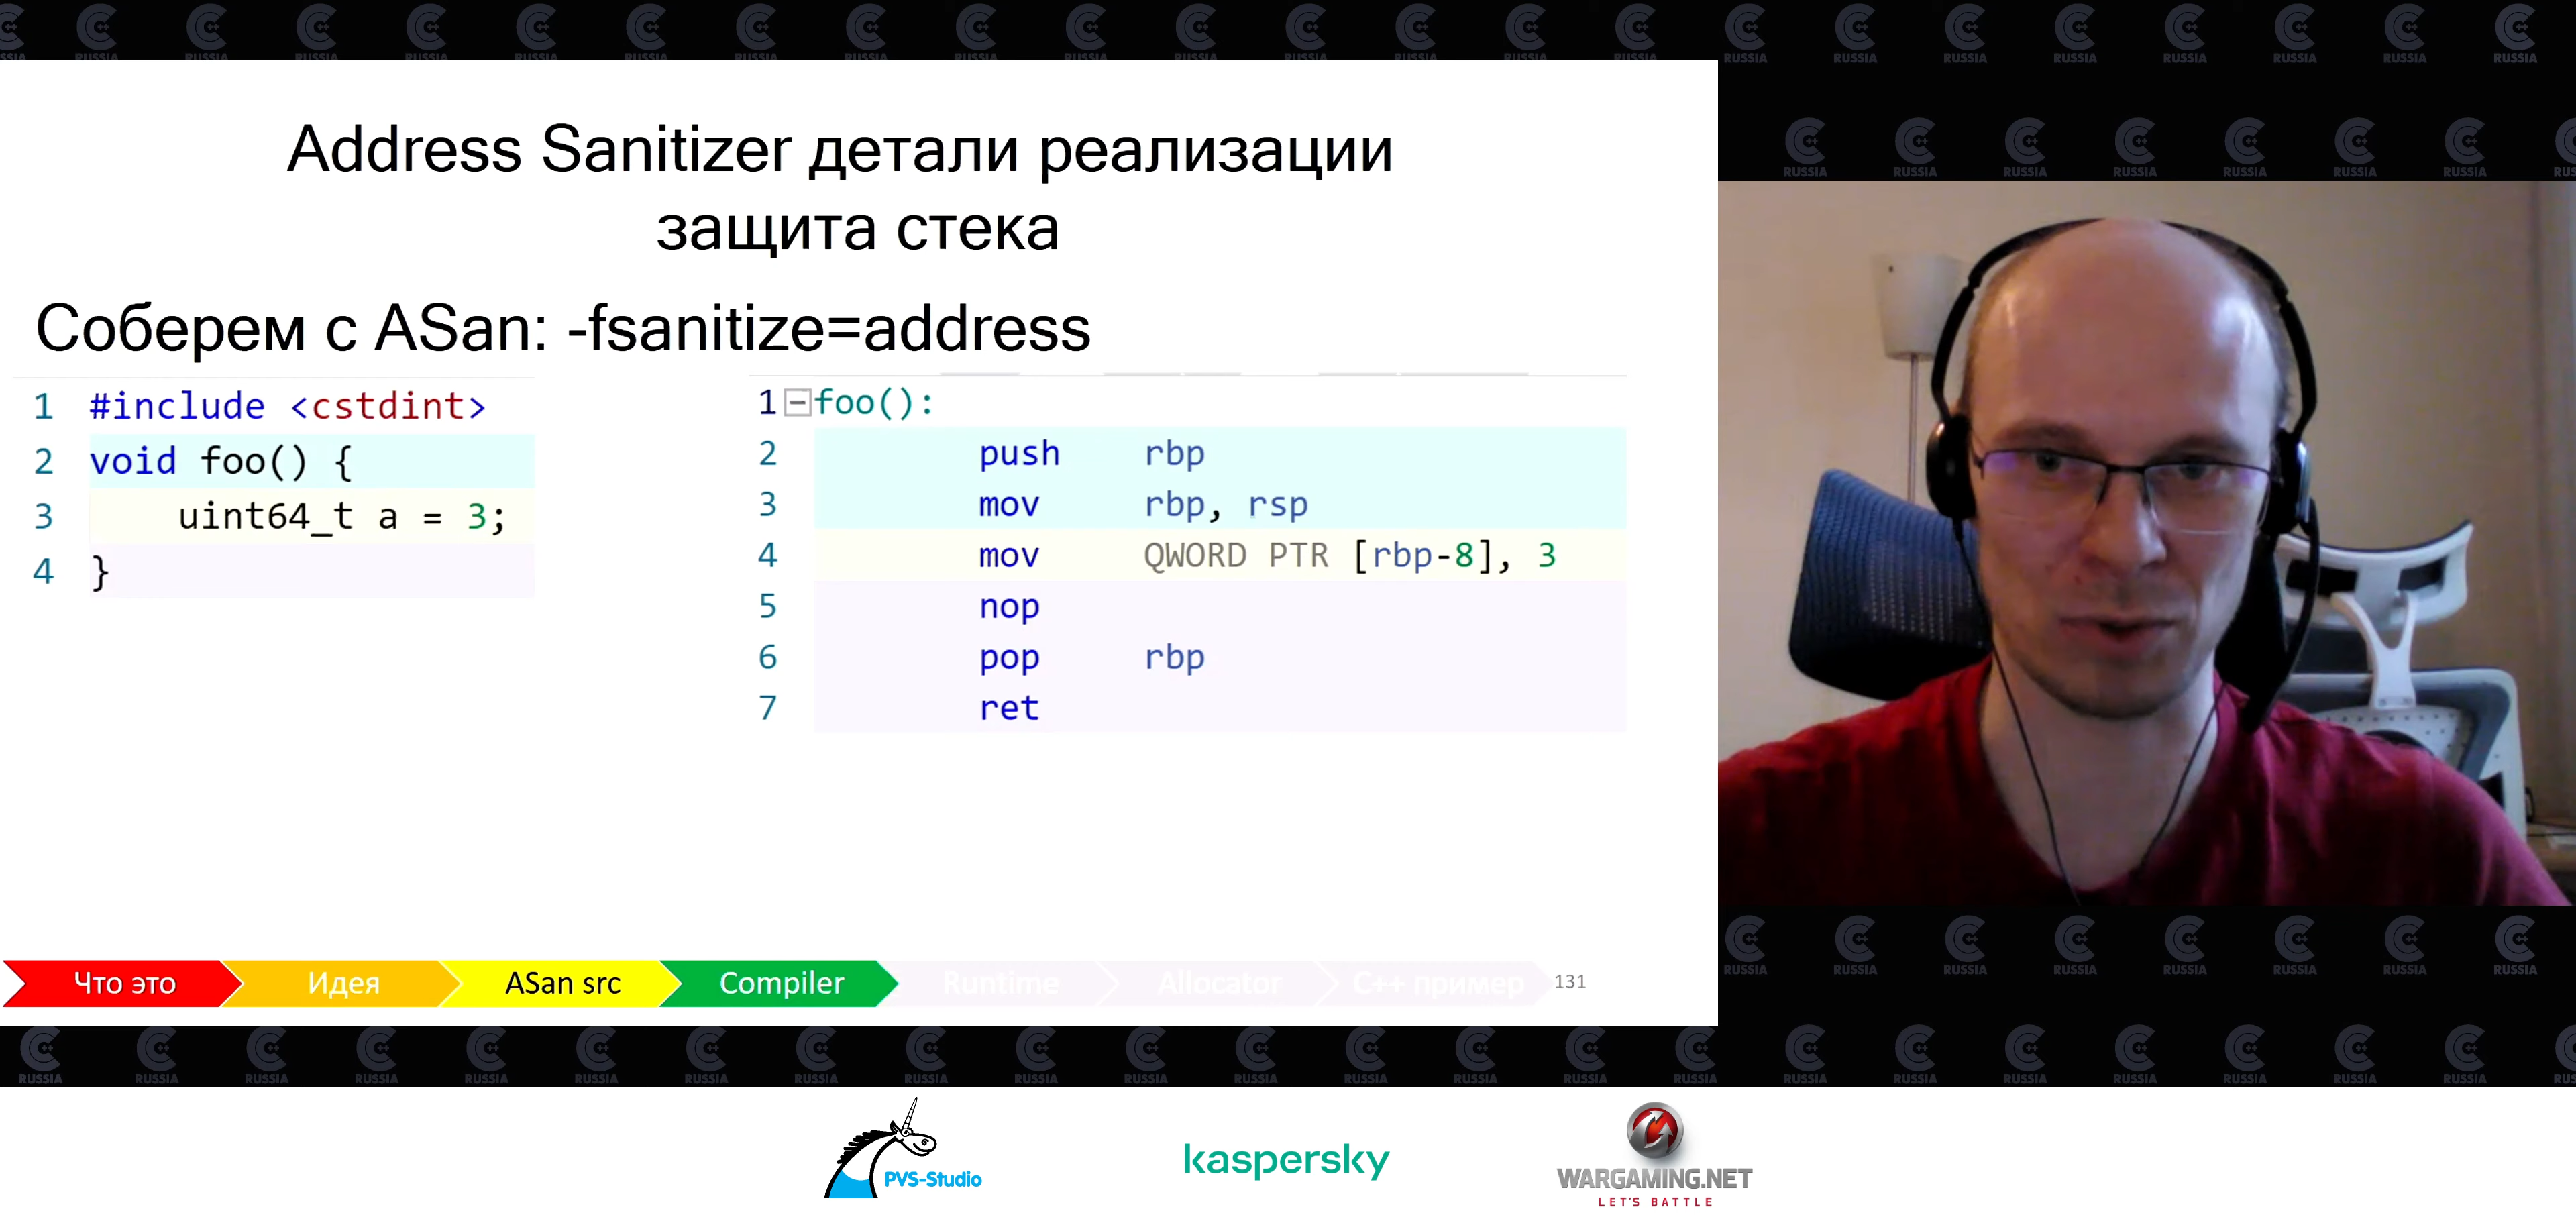 Address Sanitizer детали реализации
защита стека
Соберем с ASan: -fsanitize=address
1 #include <cstdint>
2 void foo() {
3 uint64_t a = 3;
4 }
1 foo():
2 push rbp
3 mov rbp, rsp
4 mov QWORD PTR [rbp-8], 3
5 nop
6 pop rbp
7 ret
Что это
Идея
ASan src
Compiler
Runtime
Allocator
C++ пример
131
PVS-Studio
kaspersky
WARGAMING.NET
LET'S BATTLE